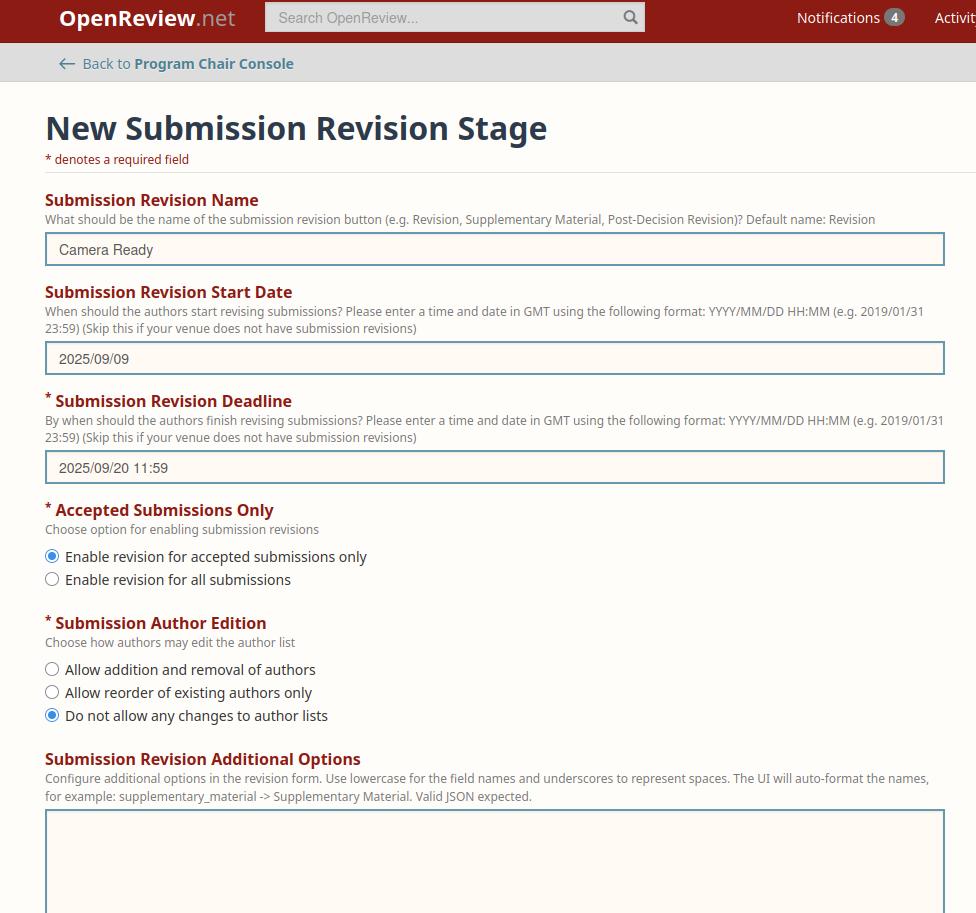 OpenReview.net
Search OpenReview...
Notifications 4
Back to Program Chair Console
New Submission Revision Stage
* denotes a required field
Submission Revision Name
What should be the name of the submission revision button (e.g. Revision, Supplementary Material, Post-Decision Revision)? Default name: Revision
Camera Ready
Submission Revision Start Date
When should the authors start revising submissions? Please enter a time and date in GMT using the following format: YYYY/MM/DD HH:MM (e.g. 2019/01/31
23:59) (Skip this if your venue does not have submission revisions)
2025/09/09
* Submission Revision Deadline
By when should the authors finish revising submissions? Please enter a time and date in GMT using the following format: YYYY/MM/DD HH:MM (e.g. 2019/01/31
23:59) (Skip this if your venue does not have submission revisions)
2025/09/20 11:59
* Accepted Submissions Only
Choose option for enabling submission revisions
Enable revision for accepted submissions only
Enable revision for all submissions
* Submission Author Edition
Choose how authors may edit the author list
Allow addition and removal of authors
Allow reorder of existing authors only
Do not allow any changes to author lists
Submission Revision Additional Options
Configure additional options in the revision form. Use lowercase for the field names and underscores to represent spaces. The UI will auto-format the names,
for example: supplementary_material -> Supplementary Material. Valid JSON expected.